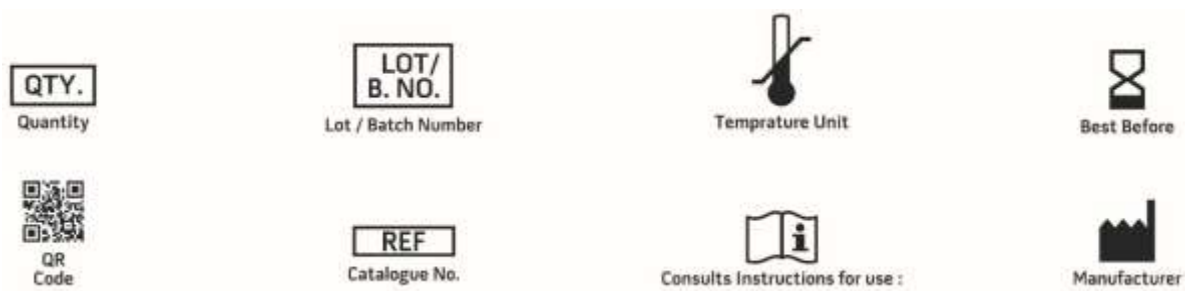 QTY.
Quantity
LOT/
B. NO.
Lot / Batch Number
Temprature Unit
Best Before
QR
Code
REF
Catalogue No.
i
Consults Instructions for use :
Manufacturer